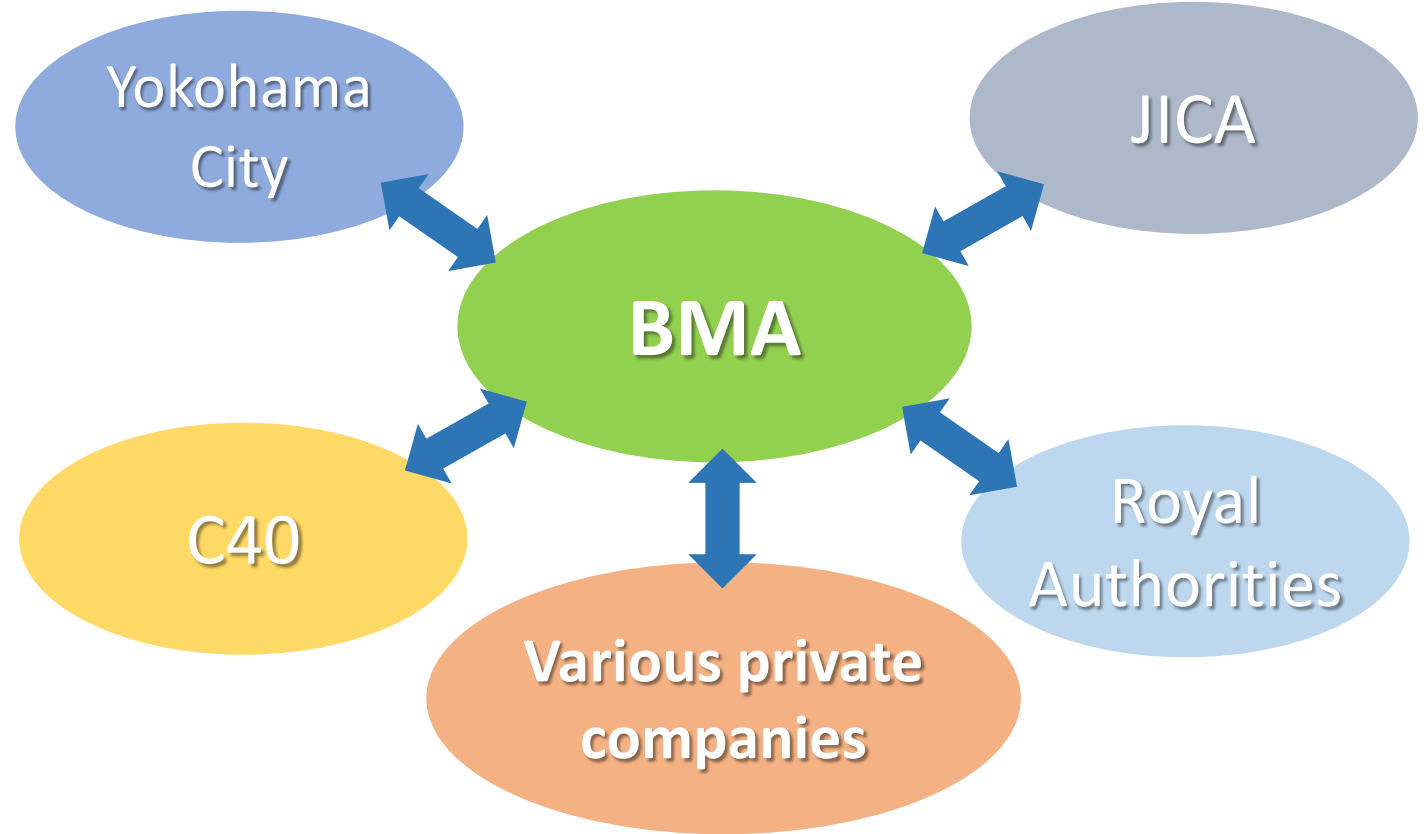 Yokohama
City
JICA
BMA
C40
Royal
Authorities
Various private
companies